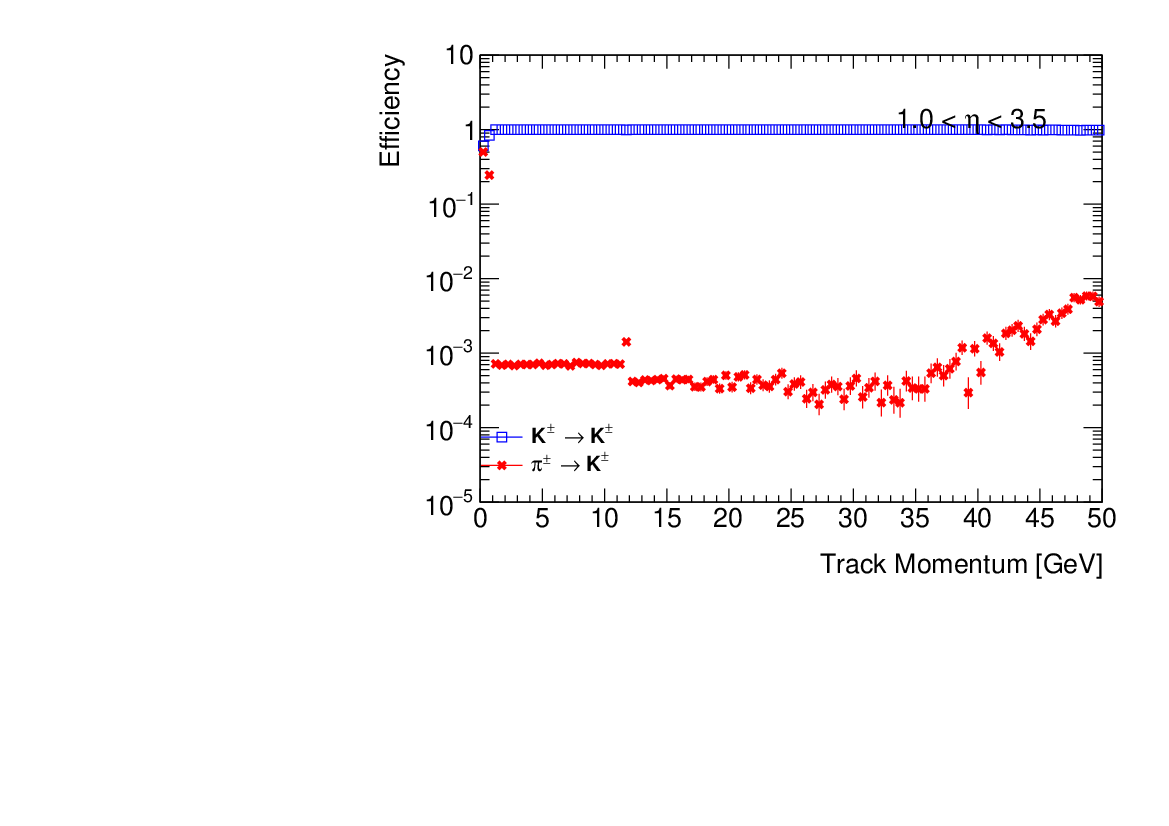 Efficiency
10
1
10⁻¹
10⁻²
10⁻³
10⁻⁴
10⁻⁵
1.0 < η < 3.5
K± → K±
π± → K±
0 5 10 15 20 25 30 35 40 45 50
Track Momentum [GeV]